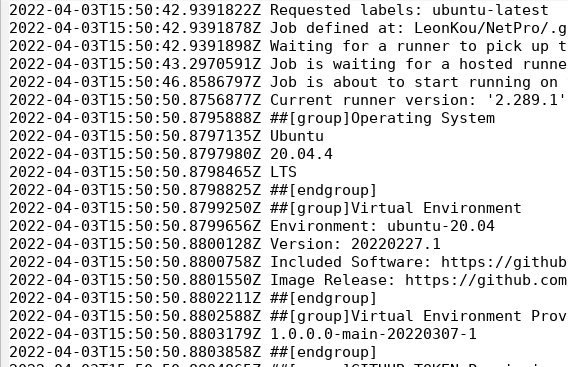 2022-04-03T15:50:42.9391822Z Requested labels: ubuntu-latest
2022-04-03T15:50:42.9391878Z Job defined at: LeonKou/NetPro/.g
2022-04-03T15:50:42.9391898Z Waiting for a runner to pick up t
2022-04-03T15:50:43.2970591Z Job is waiting for a hosted runne
2022-04-03T15:50:46.8586797Z Job is about to start running on
2022-04-03T15:50:50.8756877Z Current runner version: '2.289.1'
2022-04-03T15:50:50.8795888Z ##[group]Operating System
2022-04-03T15:50:50.8797135Z Ubuntu
2022-04-03T15:50:50.8797980Z 20.04.4
2022-04-03T15:50:50.8798465Z LTS
2022-04-03T15:50:50.8798825Z ##[endgroup]
2022-04-03T15:50:50.8799250Z ##[group]Virtual Environment
2022-04-03T15:50:50.8799656Z Environment: ubuntu-20.04
2022-04-03T15:50:50.8800128Z Version: 20220227.1
2022-04-03T15:50:50.8800758Z Included Software: https://github
2022-04-03T15:50:50.8801550Z Image Release: https://github.com
2022-04-03T15:50:50.8802211Z ##[endgroup]
2022-04-03T15:50:50.8802588Z ##[group]Virtual Environment Prov
2022-04-03T15:50:50.8803179Z 1.0.0.0-main-20220307-1
2022-04-03T15:50:50.8803858Z ##[endgroup]